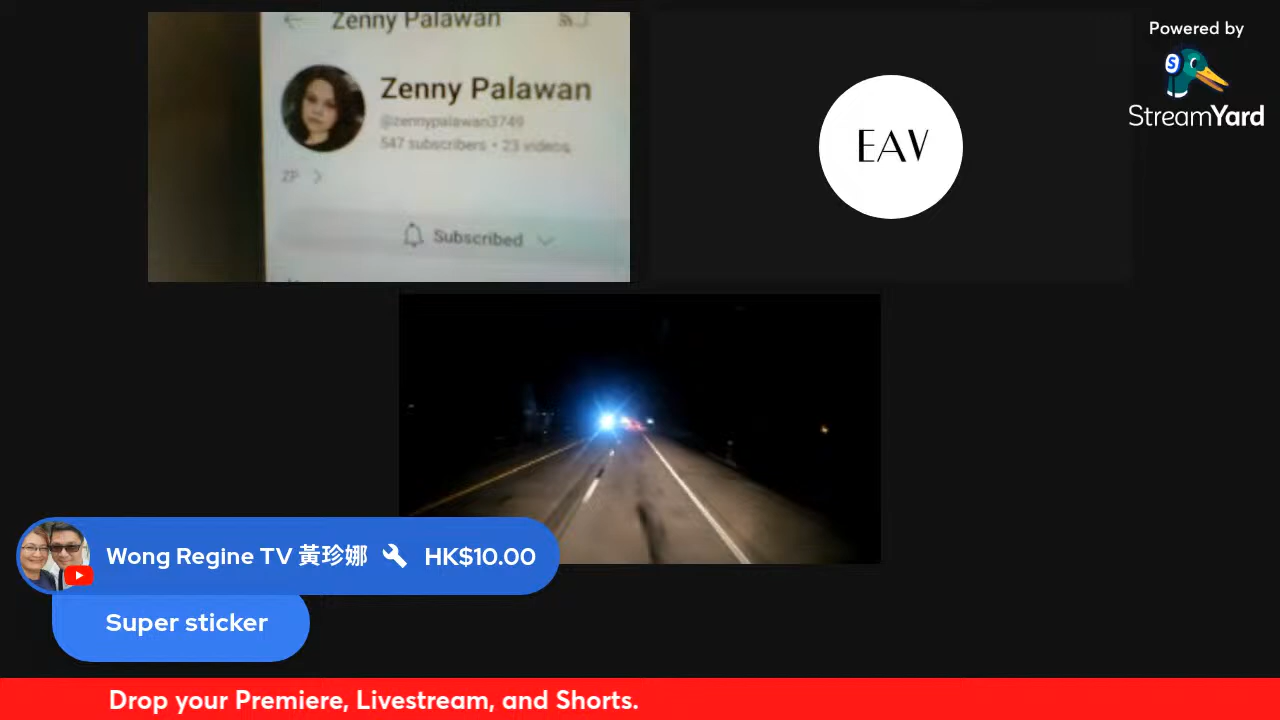 Zenny Palawan
Zenny Palawan
@zennypalawan3749
547 subscribers • 23 videos
ZP >
Subscribed
EAV
Powered by
S
StreamYard
Wong Regine TV 黃珍娜 HK$10.00
Super sticker
Drop your Premiere, Livestream, and Shorts.